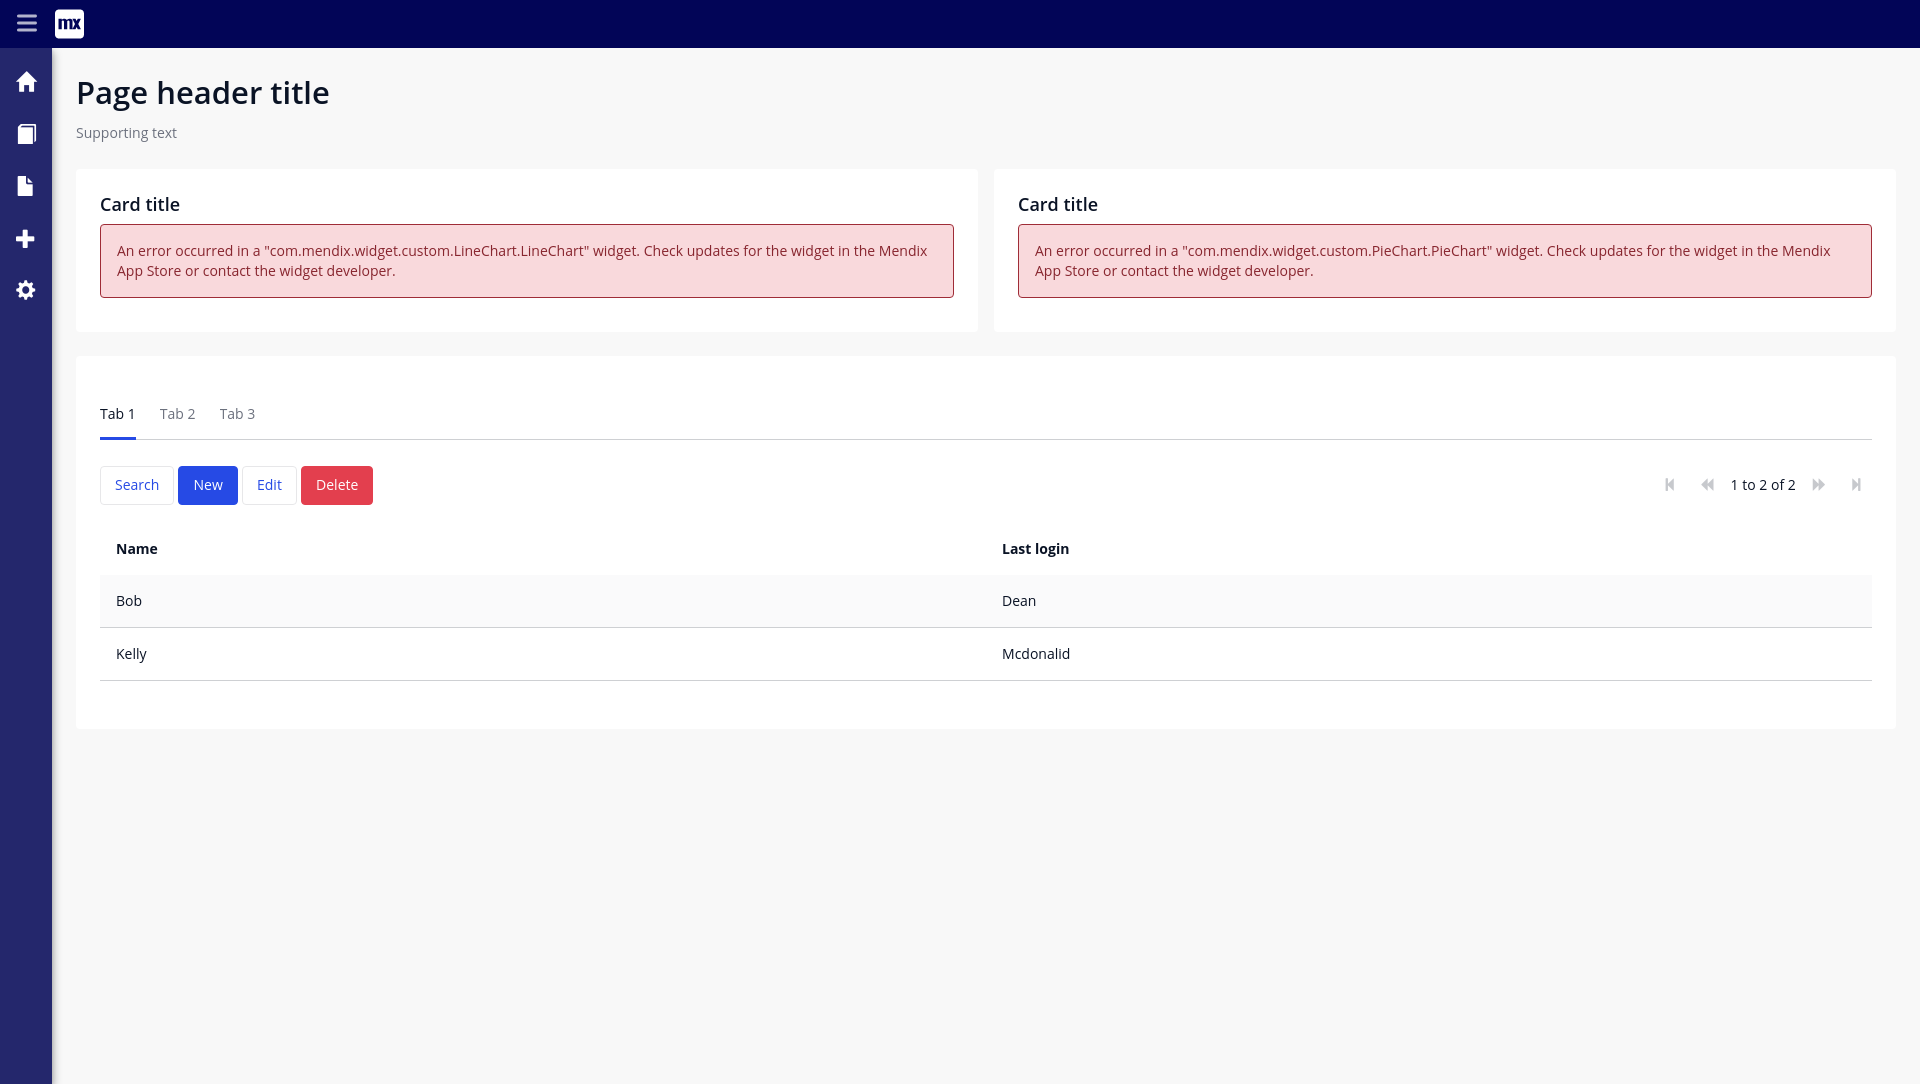 mx
Page header title
Supporting text
Card title
An error occurred in a "com.mendix.widget.custom.LineChart.LineChart" widget. Check updates for the widget in the Mendix
App Store or contact the widget developer.
Card title
An error occurred in a "com.mendix.widget.custom.PieChart.PieChart" widget. Check updates for the widget in the Mendix
App Store or contact the widget developer.
Tab 1 Tab 2 Tab 3
Search New Edit Delete 1 to 2 of 2
Name Last login
Bob Dean
Kelly Mcdonalid